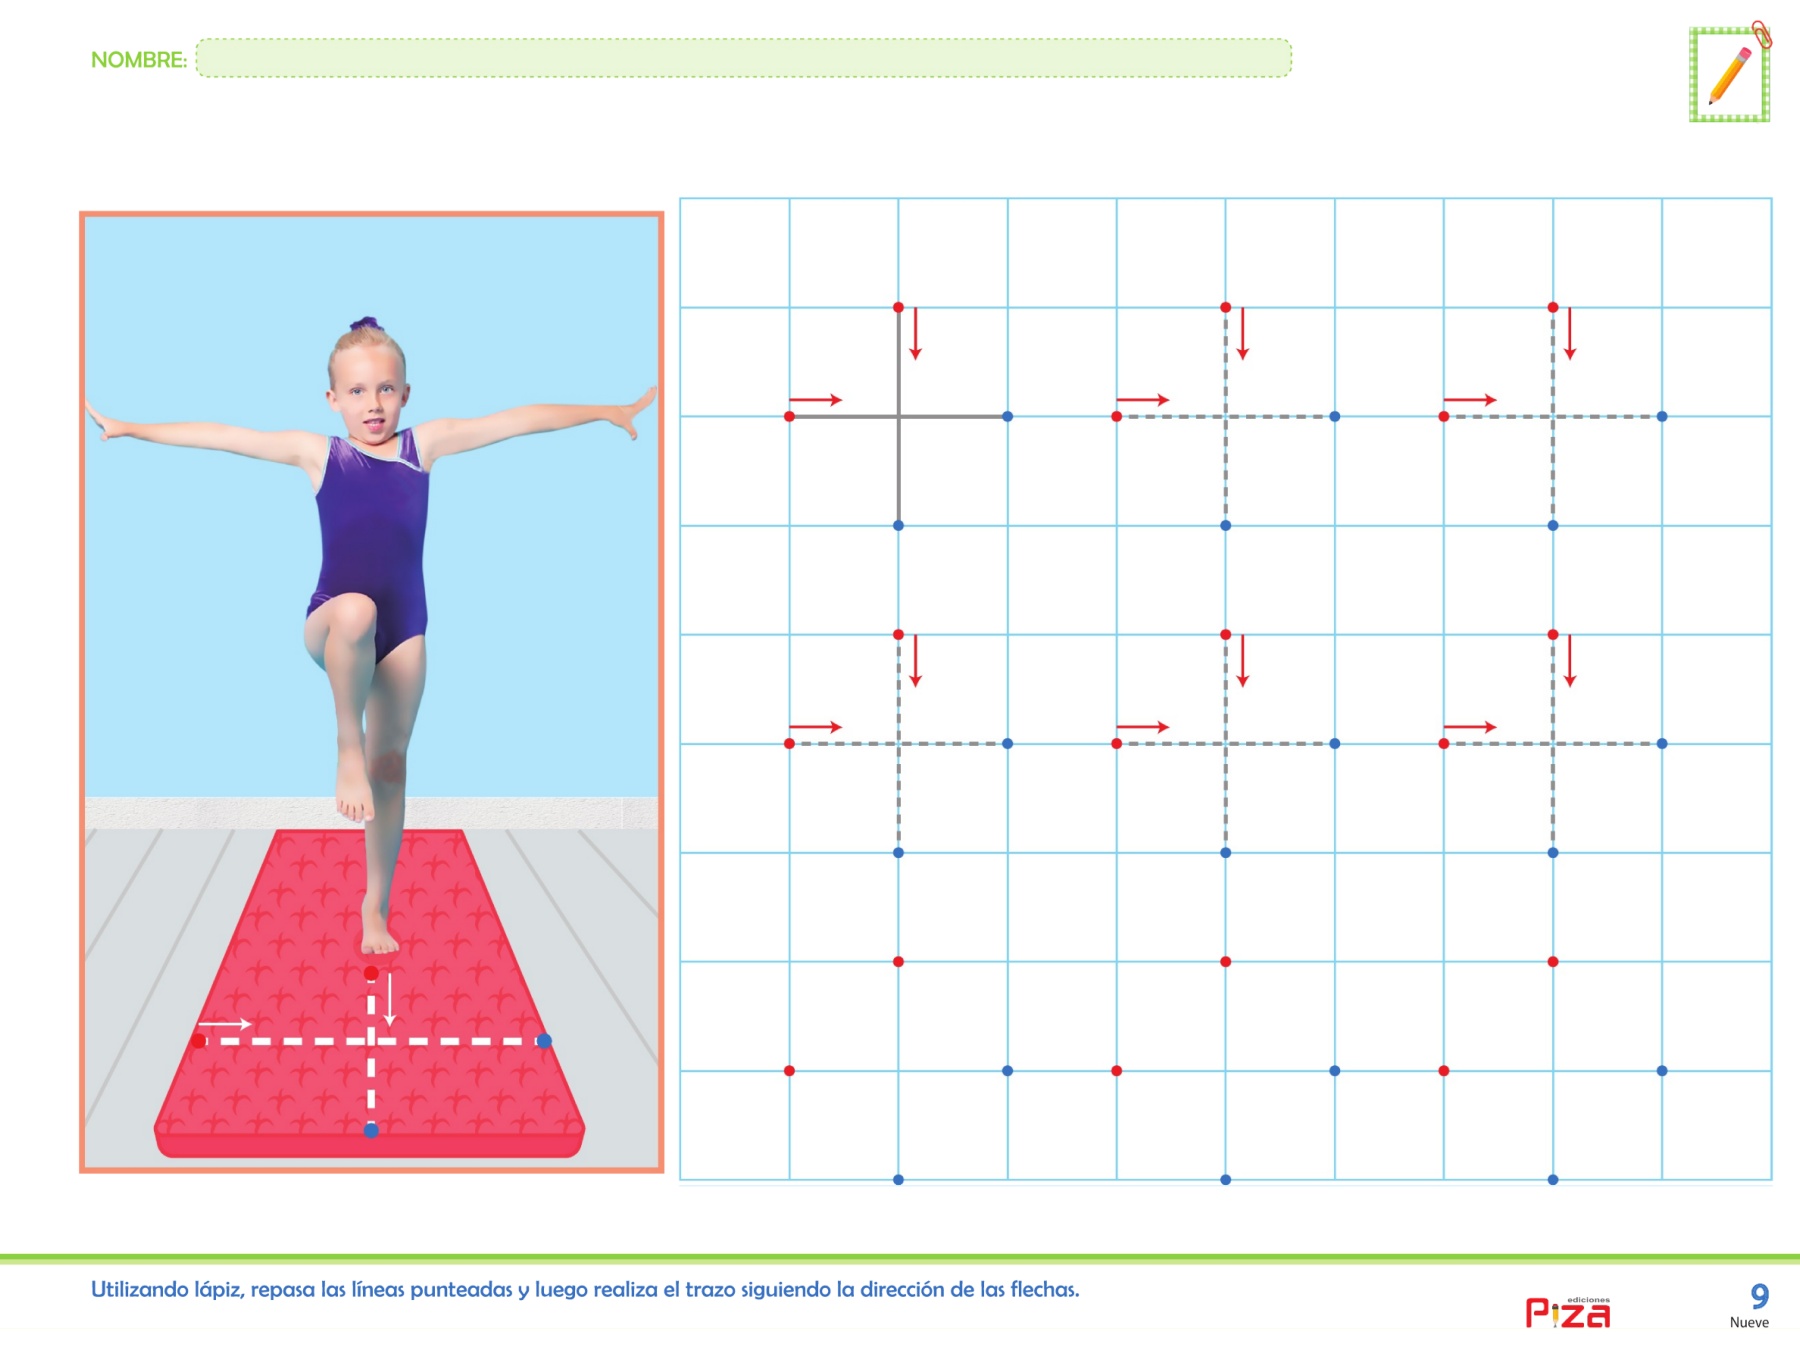 NOMBRE:
Utilizando lápiz, repasa las líneas punteadas y luego realiza el trazo siguiendo la dirección de las flechas.
ediciones
Piza
9
Nueve